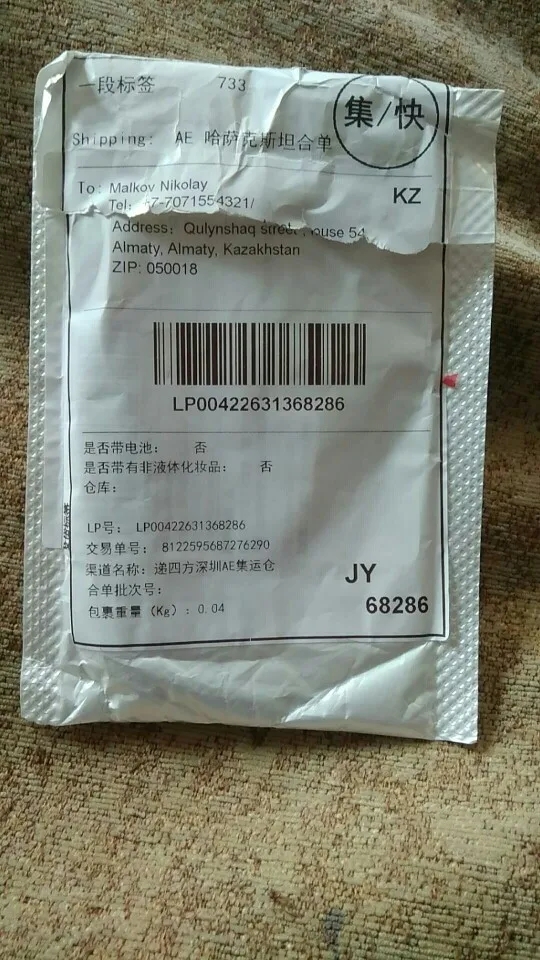 一段标签 733
集/快
Shipping: AE 哈萨克斯坦合单
To: Malkov Nikolay
KZ
Tel: 7-7071554321/
Address: Qulynshaq street, ouse 54
Almaty, Almaty, Kazakhstan
ZIP: 050018
LP00422631368286
是否带电池: 否
是否带有非液体化妆品: 否
仓库:
LP号: LP00422631368286
交易单号: 8122595687276290
渠道名称: 递四方深圳AE集运仓
JY
合单批次号:
68286
包裹重量 (Kg) : 0.04